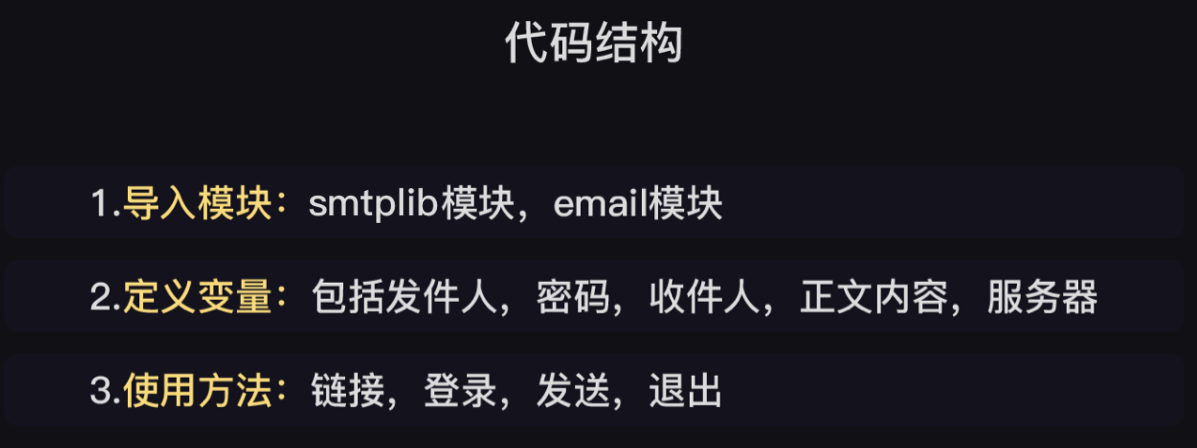 代码结构
1.导入模块：smtplib模块，email模块
2.定义变量：包括发件人，密码，收件人，正文内容，服务器
3.使用方法：链接，登录，发送，退出